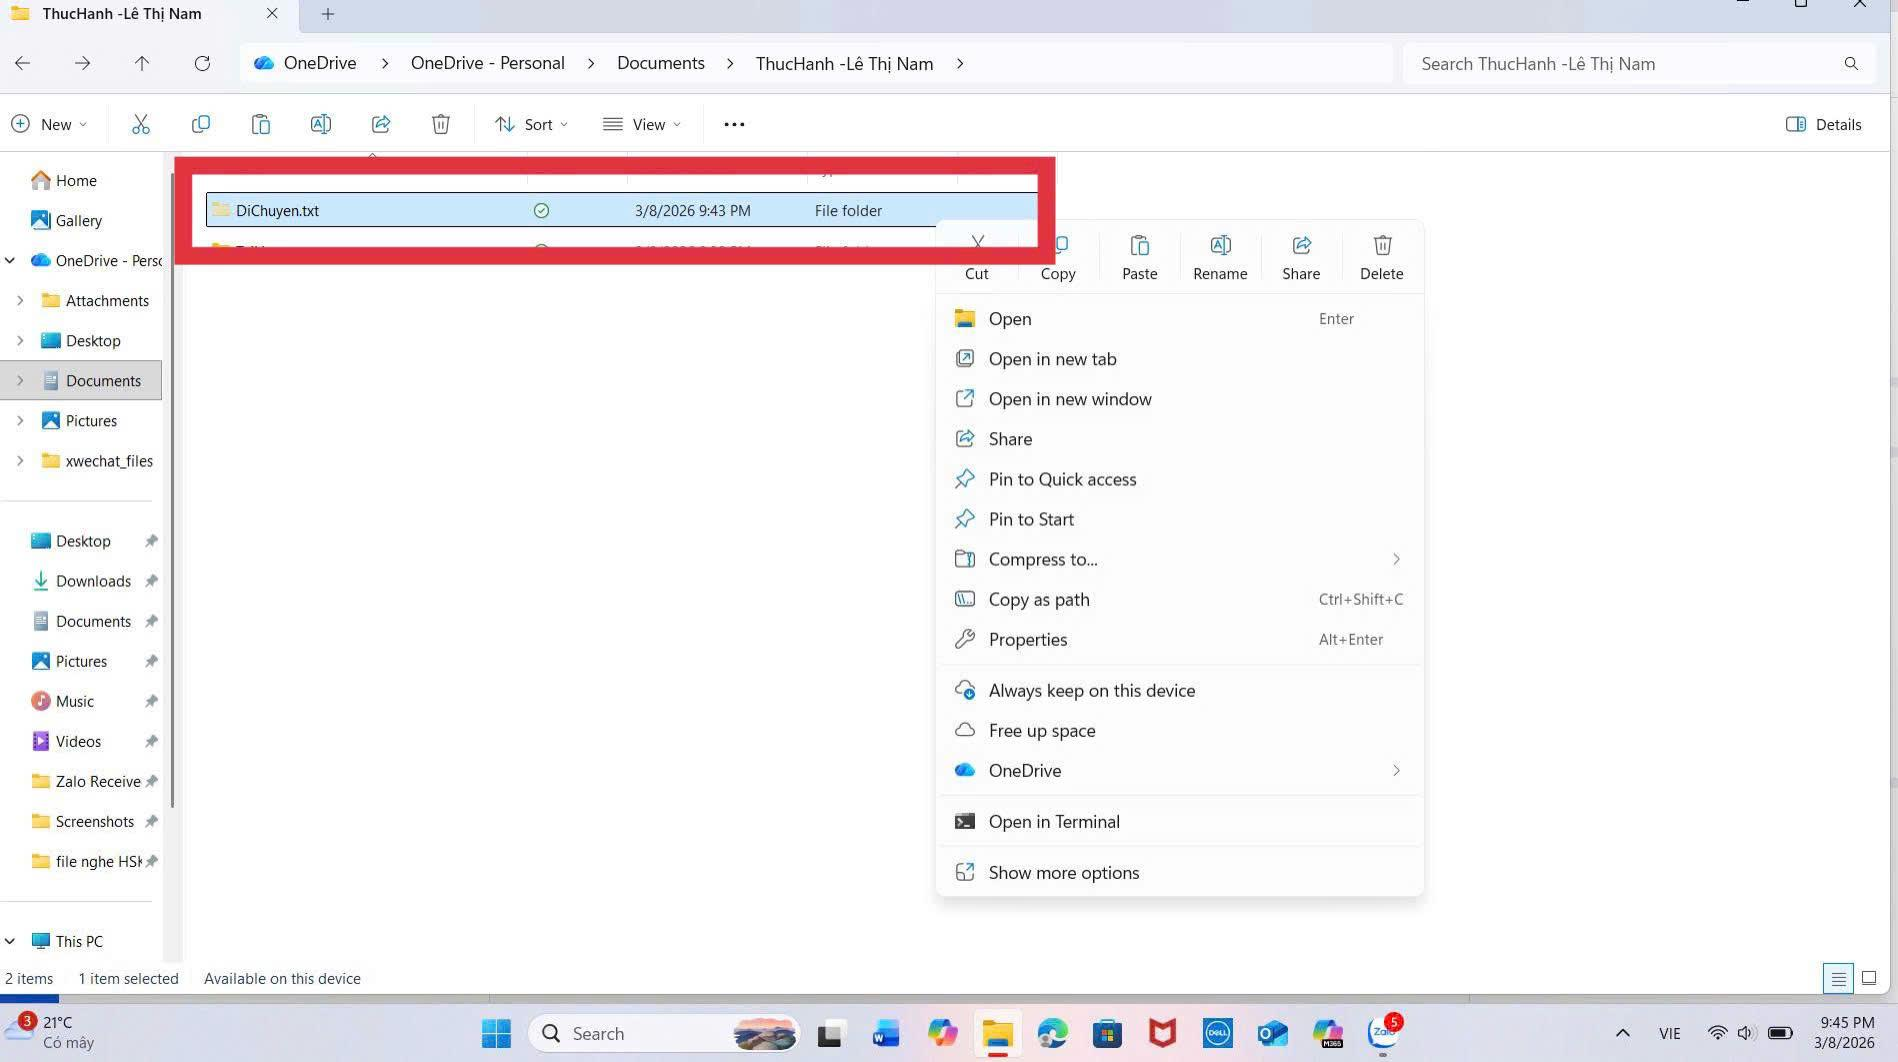 ThucHanh -Lê Thị Nam
OneDrive
OneDrive - Personal
Documents
ThucHanh -Lê Thị Nam
Search ThucHanh -Lê Thị Nam
New
Sort
View
Details
Home
Gallery
OneDrive - Perso
Attachments
Desktop
Documents
Pictures
xwechat_files
Desktop
Downloads
Documents
Pictures
Music
Videos
Zalo Receive
Screenshots
file nghe HSK
This PC
DiChuyen.txt 3/8/2026 9:43 PM File folder
Cut Copy Paste Rename Share Delete
Open Enter
Open in new tab
Open in new window
Share
Pin to Quick access
Pin to Start
Compress to...
Copy as path Ctrl+Shift+C
Properties Alt+Enter
Always keep on this device
Free up space
OneDrive
Open in Terminal
Show more options
2 items 1 item selected Available on this device
3
21°C
Có mây
Search
W
M365
DELL
Zalo
5
VIE
9:45 PM
3/8/2026